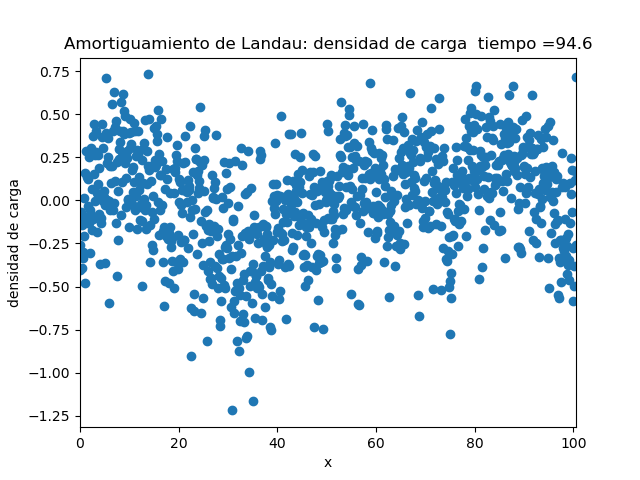 Amortiguamiento de Landau: densidad de carga  tiempo =94.6
0.75
0.50
0.25
0.00
−0.25
−0.50
−0.75
−1.00
−1.25
densidad de carga
0 20 40 60 80 100
x